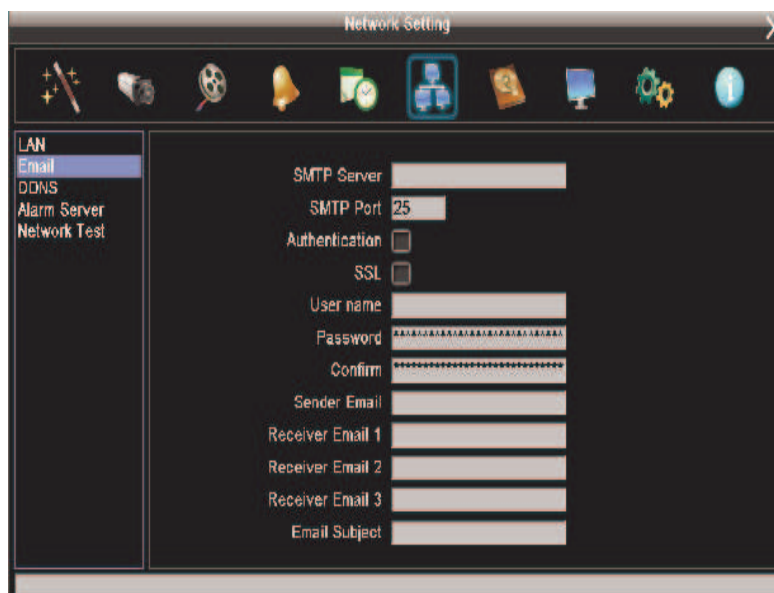 Network Setting
X
LAN
Email
DDNS
Alarm Server
Network Test
SMTP Server
SMTP Port 25
Authentication
SSL
User name
Password ************************
Confirm ************************
Sender Email
Receiver Email 1
Receiver Email 2
Receiver Email 3
Email Subject